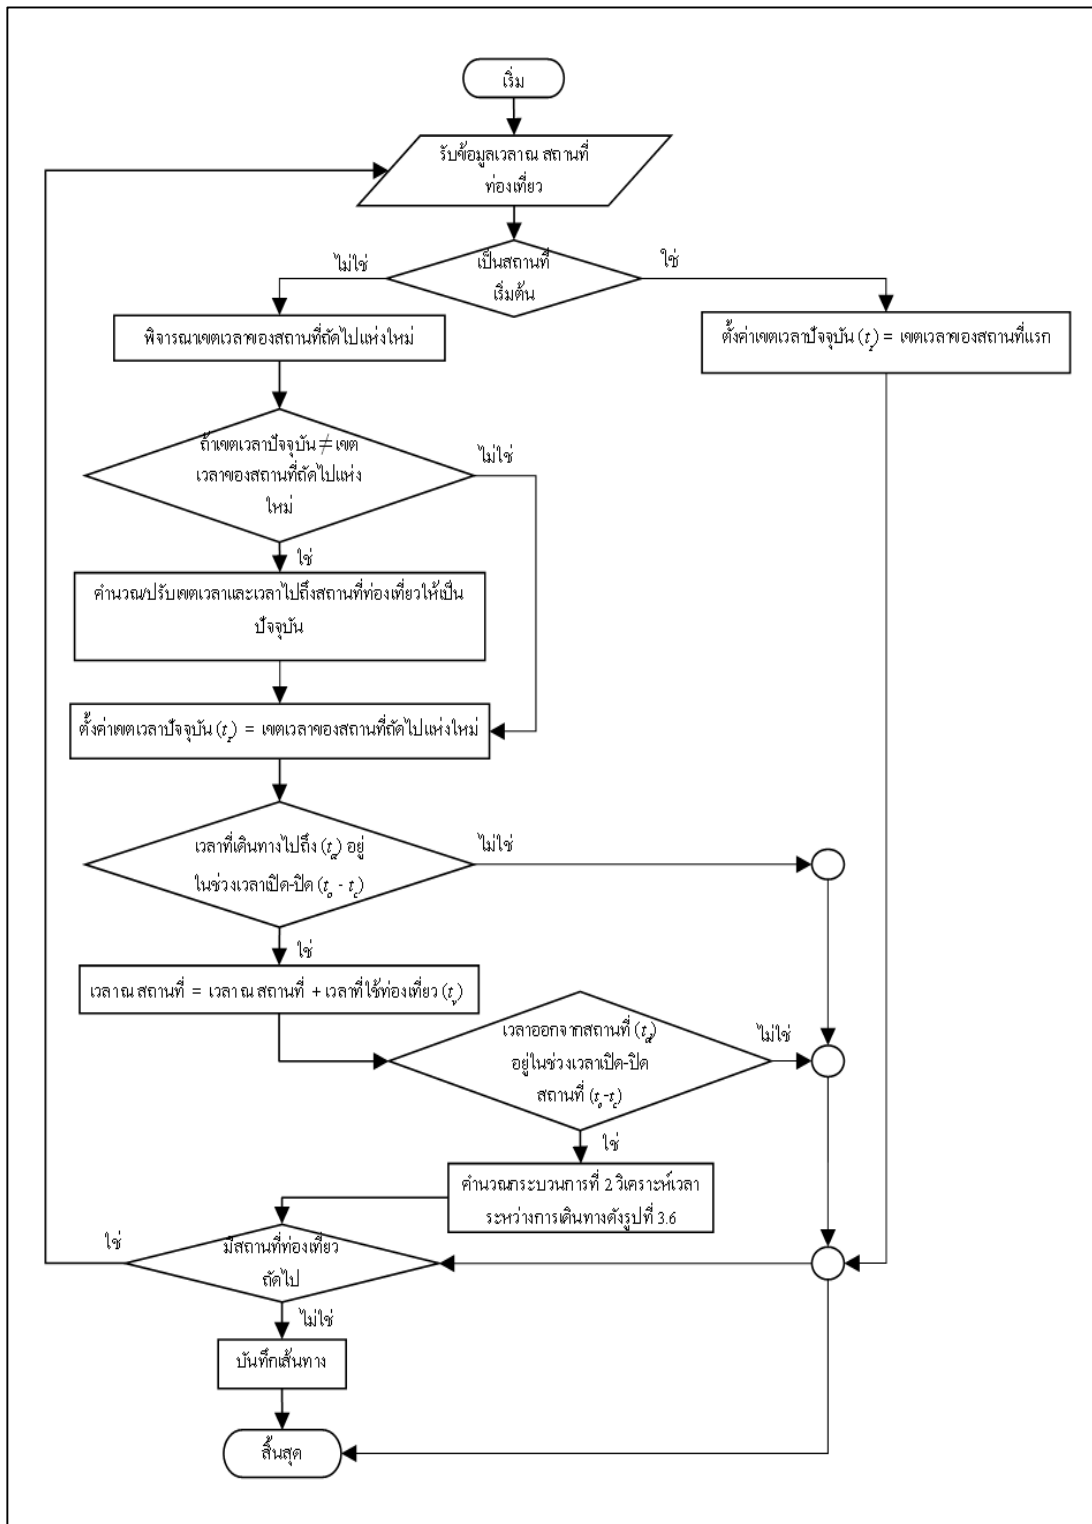 เริ่ม
รับข้อมูลเวลา ณ สถานที่
ท่องเที่ยว
เป็นสถานที่
เริ่มต้น
ไม่ใช่
ใช่
พิจารณาเขตเวลาของสถานที่ถัดไปแห่งใหม่
ตั้งค่าเขตเวลาปัจจุบัน (t_z) = เขตเวลาของสถานที่แรก
ถ้าเขตเวลาปัจจุบัน ≠ เขต
เวลาของสถานที่ถัดไปแห่ง
ใหม่
ไม่ใช่
ใช่
คำนวณ/ปรับเขตเวลาและเวลาไปถึงสถานที่ท่องเที่ยวให้เป็น
ปัจจุบัน
ตั้งค่าเขตเวลาปัจจุบัน (t_z) = เขตเวลาของสถานที่ถัดไปแห่งใหม่
เวลาที่เดินทางไปถึง (t_a) อยู่
ในช่วงเวลาเปิด-ปิด (t_o - t_c)
ไม่ใช่
ใช่
เวลา ณ สถานที่ = เวลา ณ สถานที่ + เวลาที่ใช้ท่องเที่ยว (t_v)
เวลาออกจากสถานที่ (t_d)
อยู่ในช่วงเวลาเปิด-ปิด
สถานที่ (t_o-t_c)
ไม่ใช่
ใช่
คำนวณกระบวนการที่ 2 วิเคราะห์เวลา
ระหว่างการเดินทางดังรูปที่ 3.6
มีสถานที่ท่องเที่ยว
ถัดไป
ใช่
ไม่ใช่
บันทึกเส้นทาง
สิ้นสุด